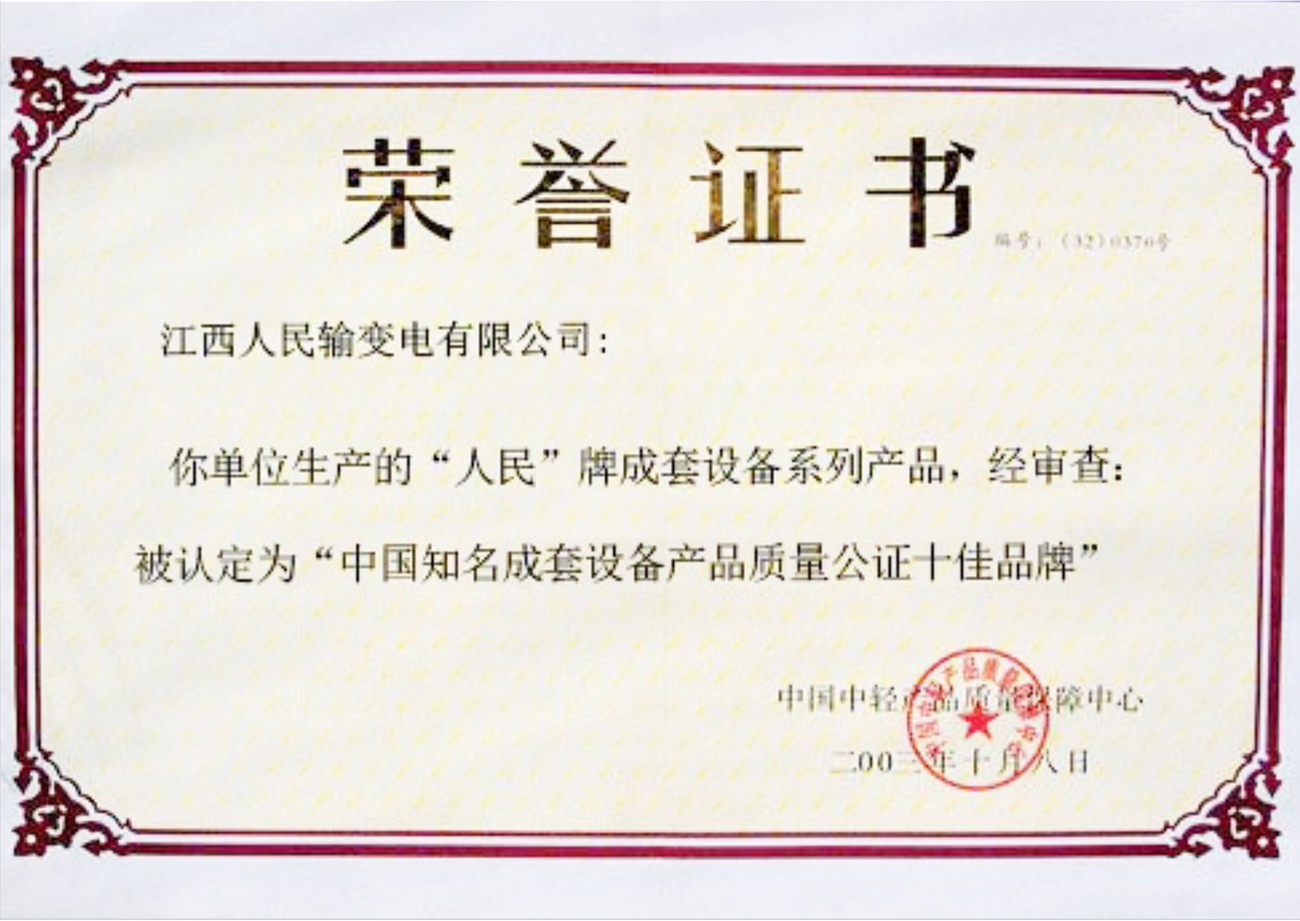 荣誉证书
编号：（32）0370号
江西人民输变电有限公司：
你单位生产的“人民”牌成套设备系列产品，经审查：
被认定为“中国知名成套设备产品质量公证十佳品牌”
中国中轻产品质量保障中心
二00三年十月八日